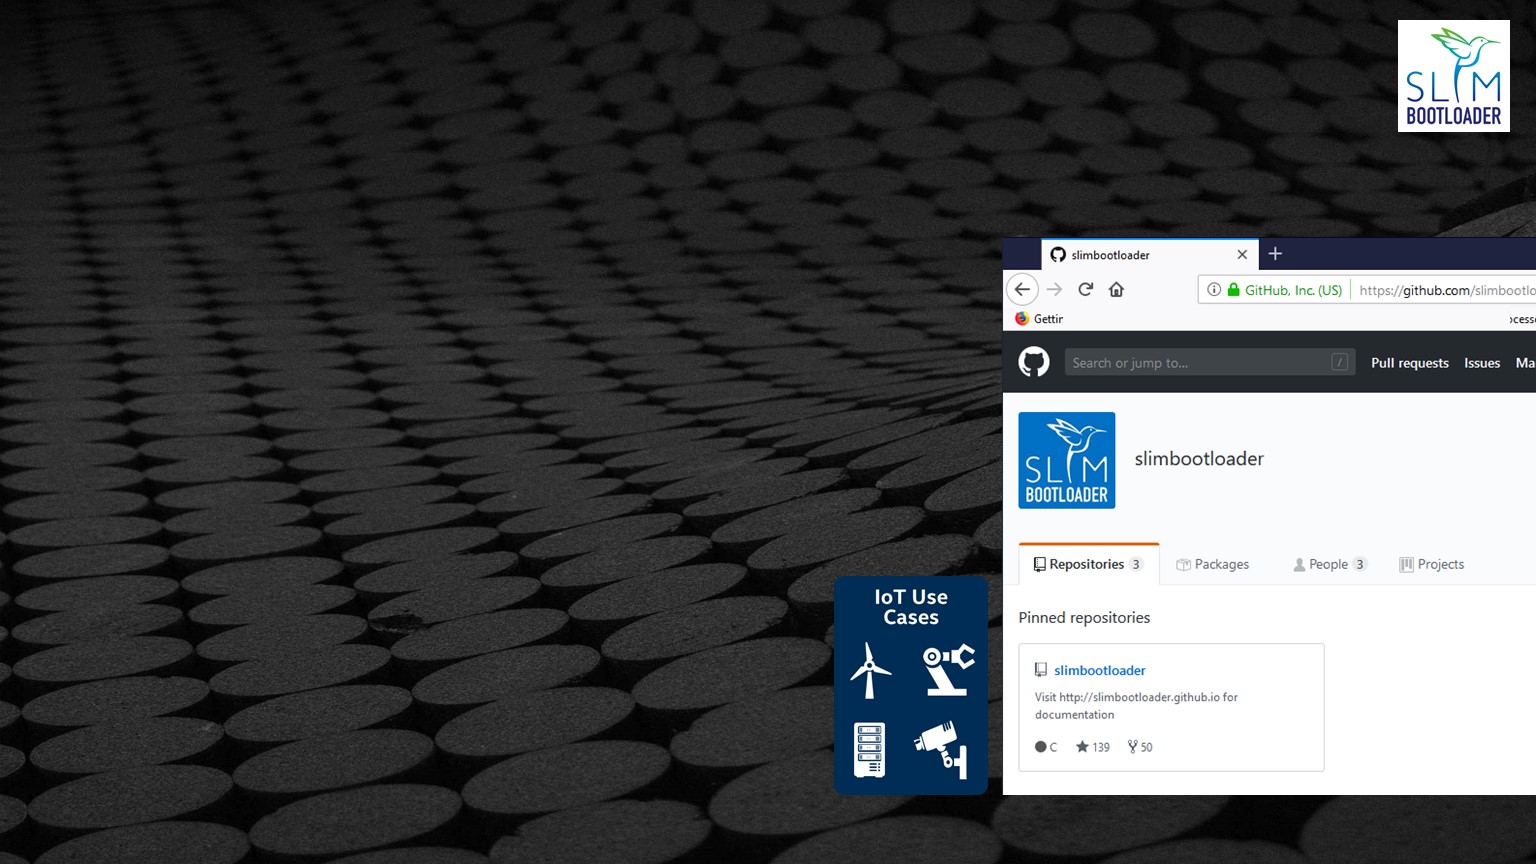 SLIM
BOOTLOADER
slimbootloader
GitHub, Inc. (US)
https://github.com/slimbootlo
Gettin
Search or jump to...
/
Pull requests
Issues
Ma
SLIM
BOOTLOADER
slimbootloader
Repositories 3
Packages
People 3
Projects
Pinned repositories
slimbootloader
Visit http://slimbootloader.github.io for
documentation
C
139
50
IoT Use
Cases